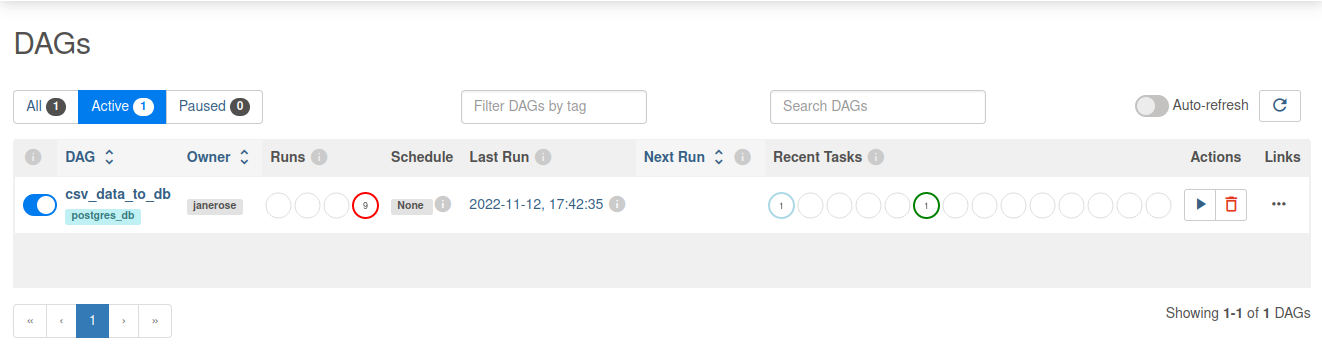 DAGs
All 1 Active 1 Paused 0 Filter DAGs by tag Search DAGs Auto-refresh
i DAG Owner Runs i Schedule Last Run i Next Run i Recent Tasks i Actions Links
csv_data_to_db
postgres_db janerose 9 None i 2022-11-12, 17:42:35 i 1 1 ...
« ‹ 1 › » Showing 1-1 of 1 DAGs